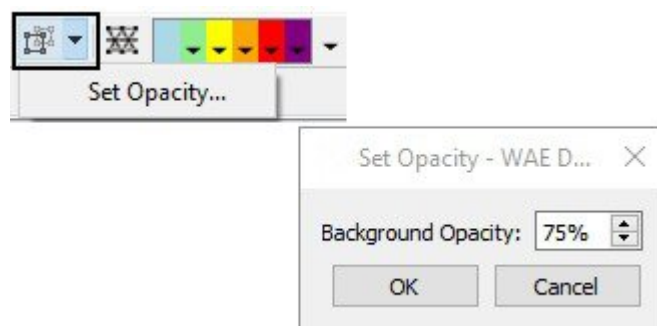 Set Opacity...
Set Opacity - WAE D...
Background Opacity: 75%
OK Cancel